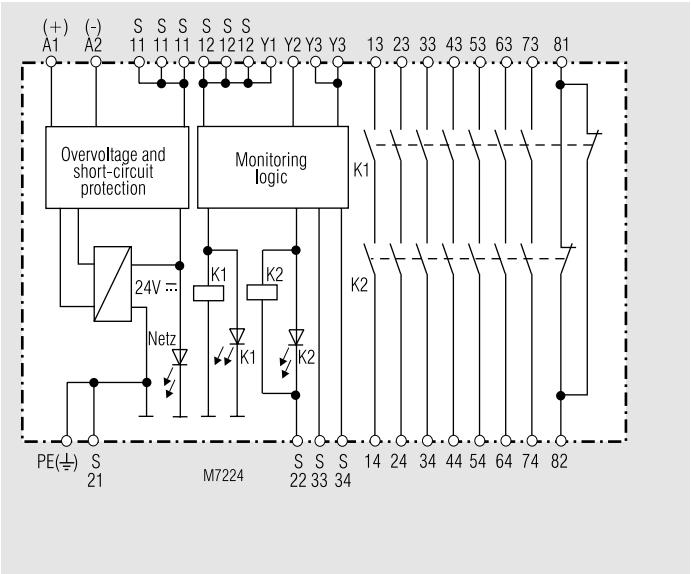 (+) (-) S S S S S S
A1 A2 11 11 11 12 12 12 Y1 Y2 Y3 Y3 13 23 33 43 53 63 73 81
Overvoltage and
short-circuit
protection
Monitoring
logic
K1
K2
24V
K1
K2
Netz
K1
K2
PE(⏚) S S S S 14 24 34 44 54 64 74 82
21 M7224 22 33 34